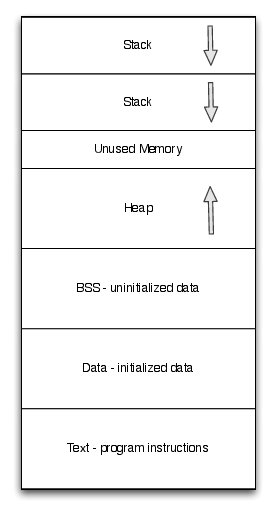 Stack
Stack
Unused Memory
Heap
BSS - uninitialized data
Data - initialized data
Text - program instructions